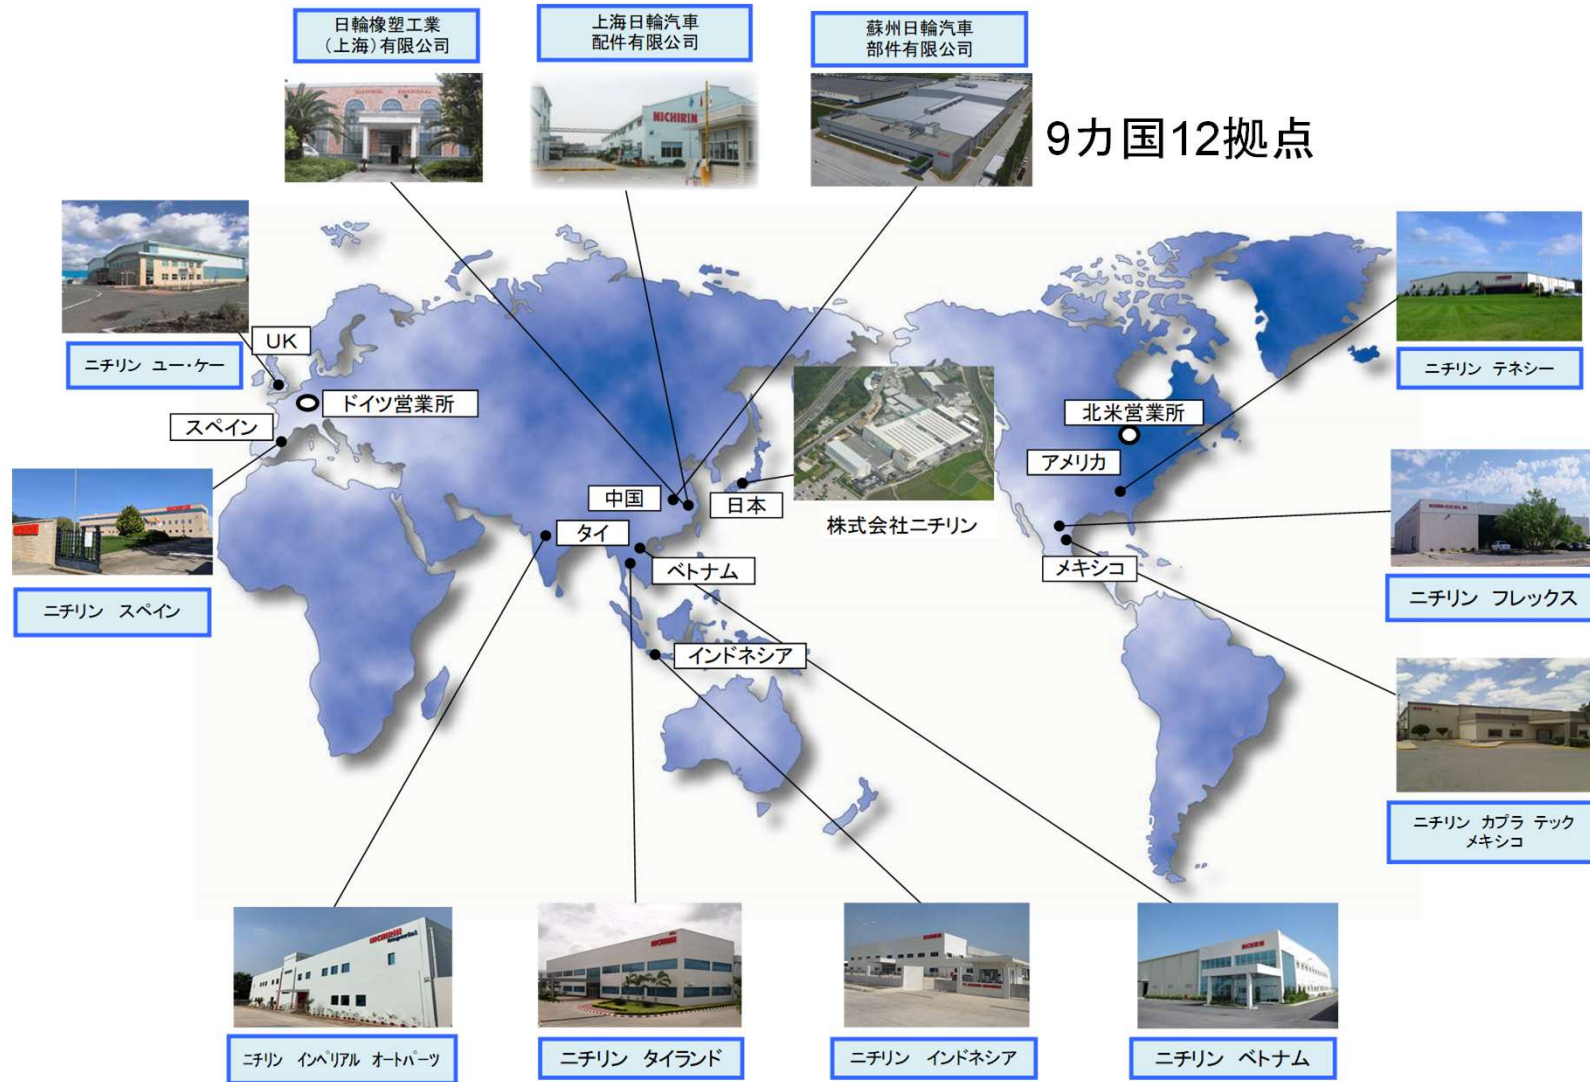 日輪橡塑工業
（上海）有限公司
上海日輪汽車
配件有限公司
蘇州日輪汽車
部件有限公司
NICHIRIN
9カ国12拠点
UK
ニチリン ユー・ケー
ドイツ営業所
スペイン
ニチリン スペイン
中国
日本
タイ
ベトナム
インドネシア
株式会社ニチリン
北米営業所
アメリカ
メキシコ
ニチリン テネシー
ニチリン フレックス
ニチリン カプラ テック
メキシコ
NICHIRIN
Imperial
NICHIRIN
NICHIRIN
NICHIRIN
ニチリン インペリアル オートパーツ
ニチリン タイランド
ニチリン インドネシア
ニチリン ベトナム